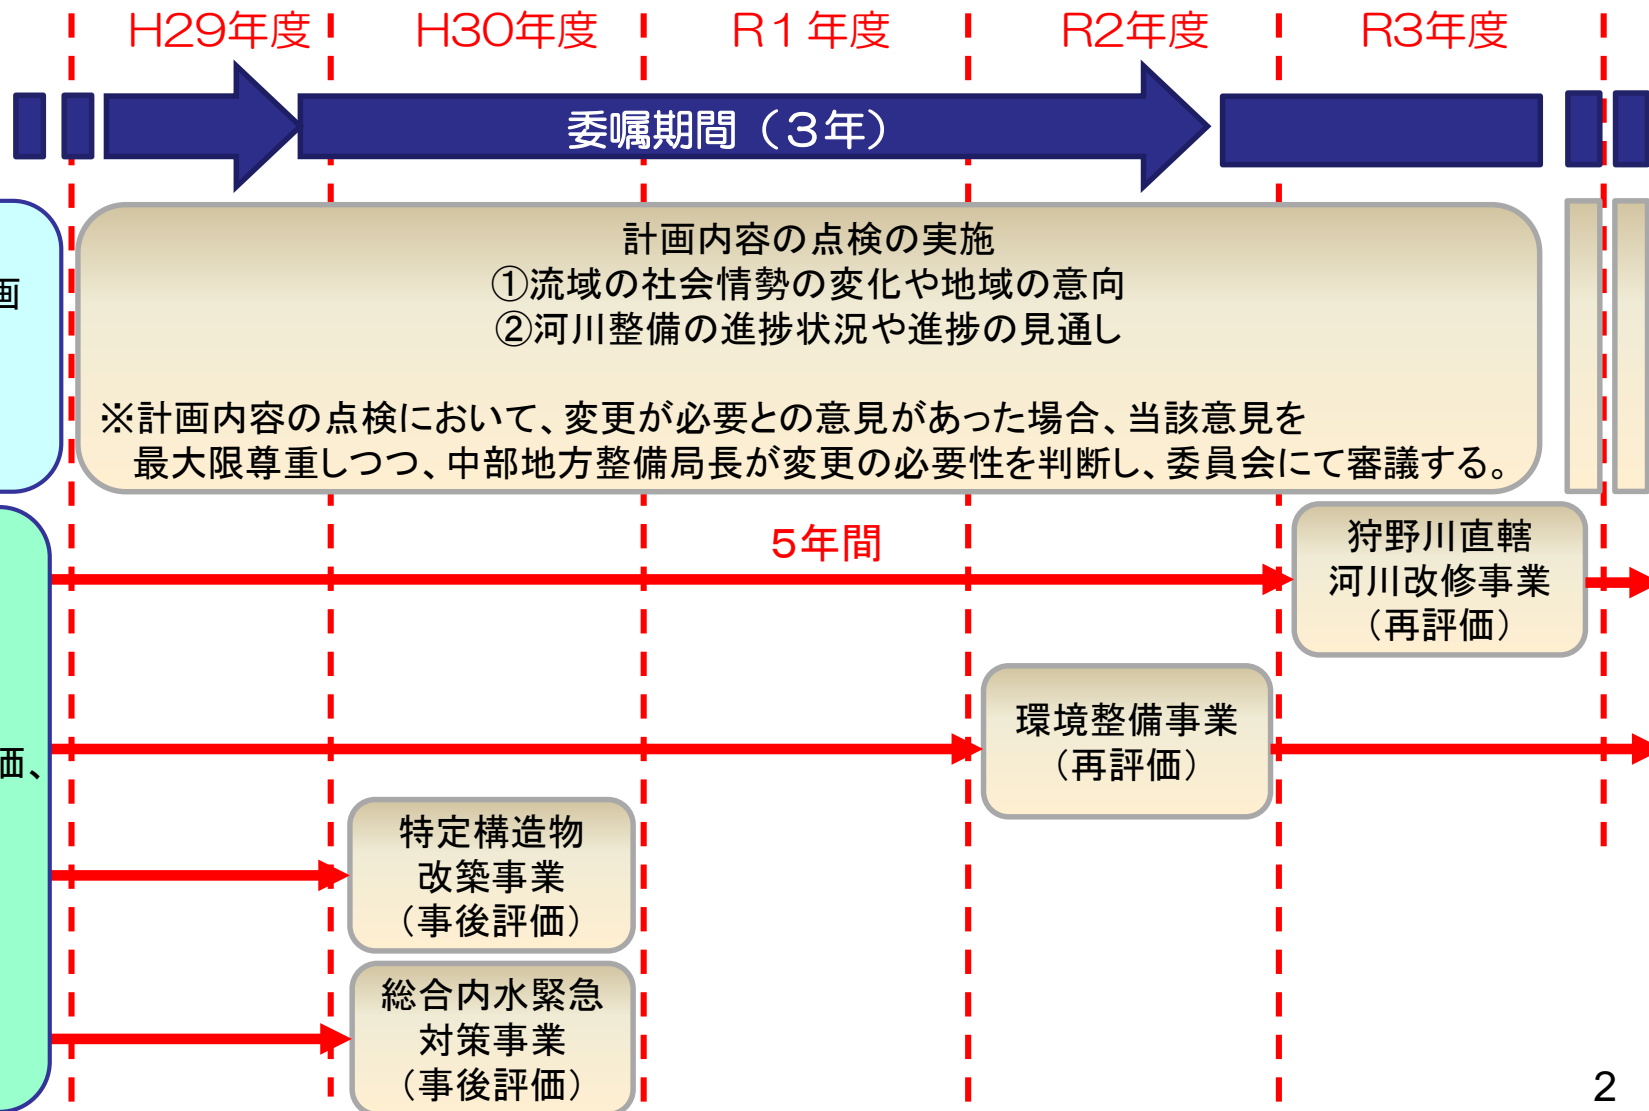 H29年度 H30年度 R1年度 R2年度 R3年度
委嘱期間（3年）
画
計画内容の点検の実施
①流域の社会情勢の変化や地域の意向
②河川整備の進捗状況や進捗の見通し
※計画内容の点検において、変更が必要との意見があった場合、当該意見を
最大限尊重しつつ、中部地方整備局長が変更の必要性を判断し、委員会にて審議する。
5年間
狩野川直轄
河川改修事業
（再評価）
価、
環境整備事業
（再評価）
特定構造物
改築事業
（事後評価）
総合内水緊急
対策事業
（事後評価）
2